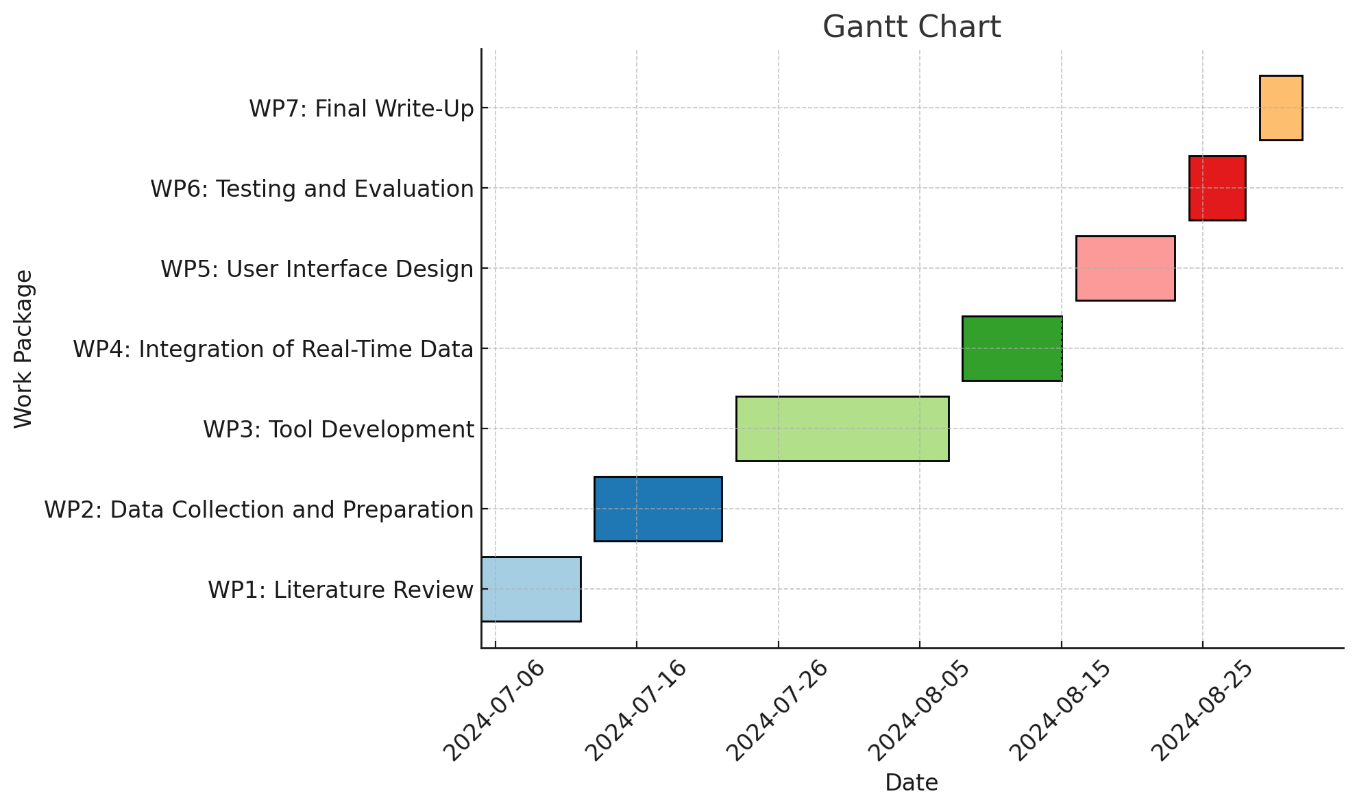 Gantt Chart
Work Package
WP7: Final Write-Up
WP6: Testing and Evaluation
WP5: User Interface Design
WP4: Integration of Real-Time Data
WP3: Tool Development
WP2: Data Collection and Preparation
WP1: Literature Review
2024-07-06
2024-07-16
2024-07-26
2024-08-05
2024-08-15
2024-08-25
Date